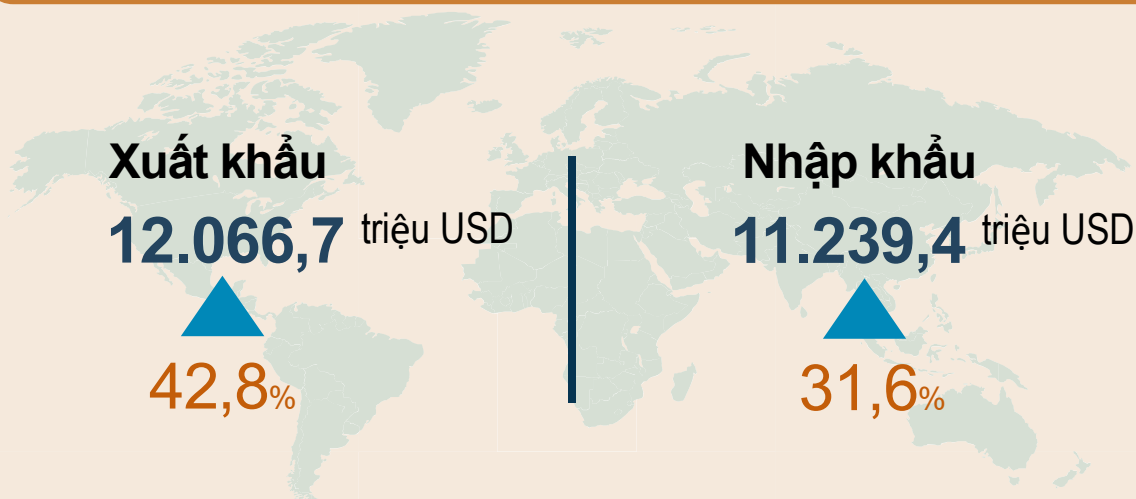 Xuất khẩu
12.066,7 triệu USD
42,8%
Nhập khẩu
11.239,4 triệu USD
31,6%